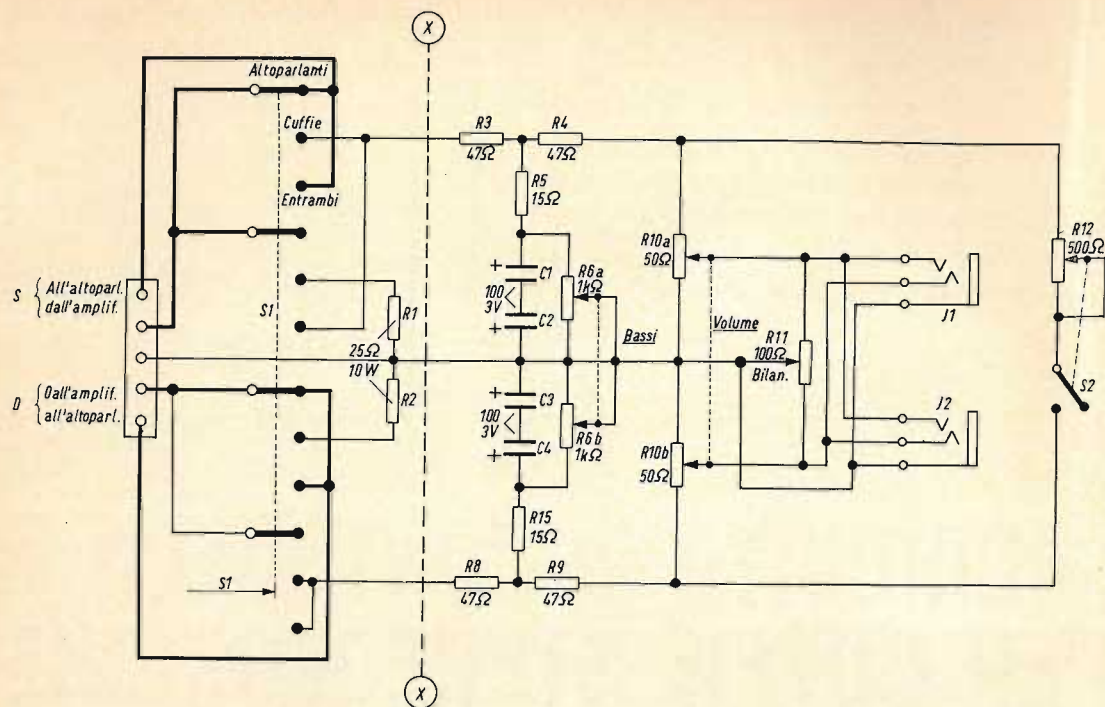 X
Altoparlanti
Cuffie
Entrambi
S1
S
All'altoparl.
dall'amplif.
D
Dall'amplif.
all'altoparl.
R1
25Ω
10W
R2
S1
R3
47Ω
R4
47Ω
R5
15Ω
+
C1
100
3V
+
C2
R6a
1kΩ
Bassi
+
C3
100
3V
+
C4
R6b
1kΩ
R15
15Ω
R8
47Ω
R9
47Ω
R10a
50Ω
Volume
R11
100Ω
Bilan.
R10b
50Ω
J1
J2
R12
500Ω
S2
X